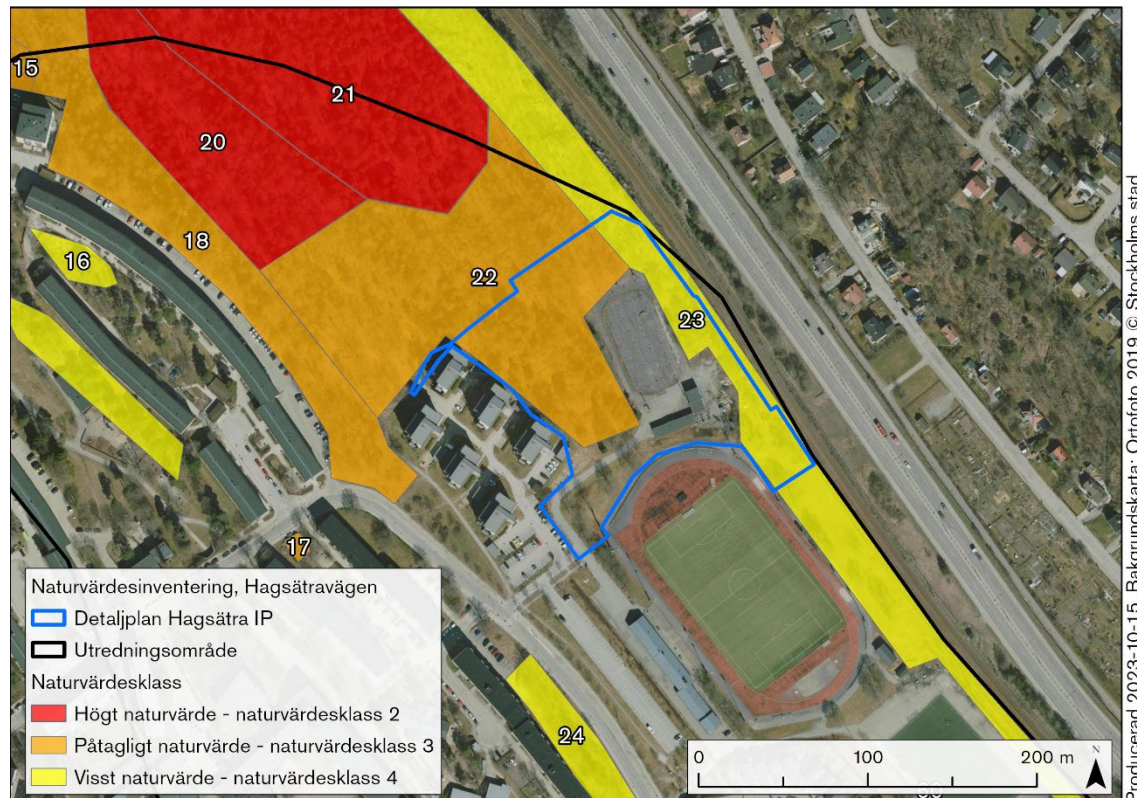 15
21
20
18
16
22
23
17
24
Naturvärdesinventering, Hagsätravägen
Detaljplan Hagsätra IP
Utredningsområde
Naturvärdesklass
Högt naturvärde - naturvärdesklass 2
Påtagligt naturvärde - naturvärdesklass 3
Visst naturvärde - naturvärdesklass 4
0 100 200 m
N
Producerad 2023-10-15. Bakgrundskarta: Ortofoto 2019 © Stockholms stad